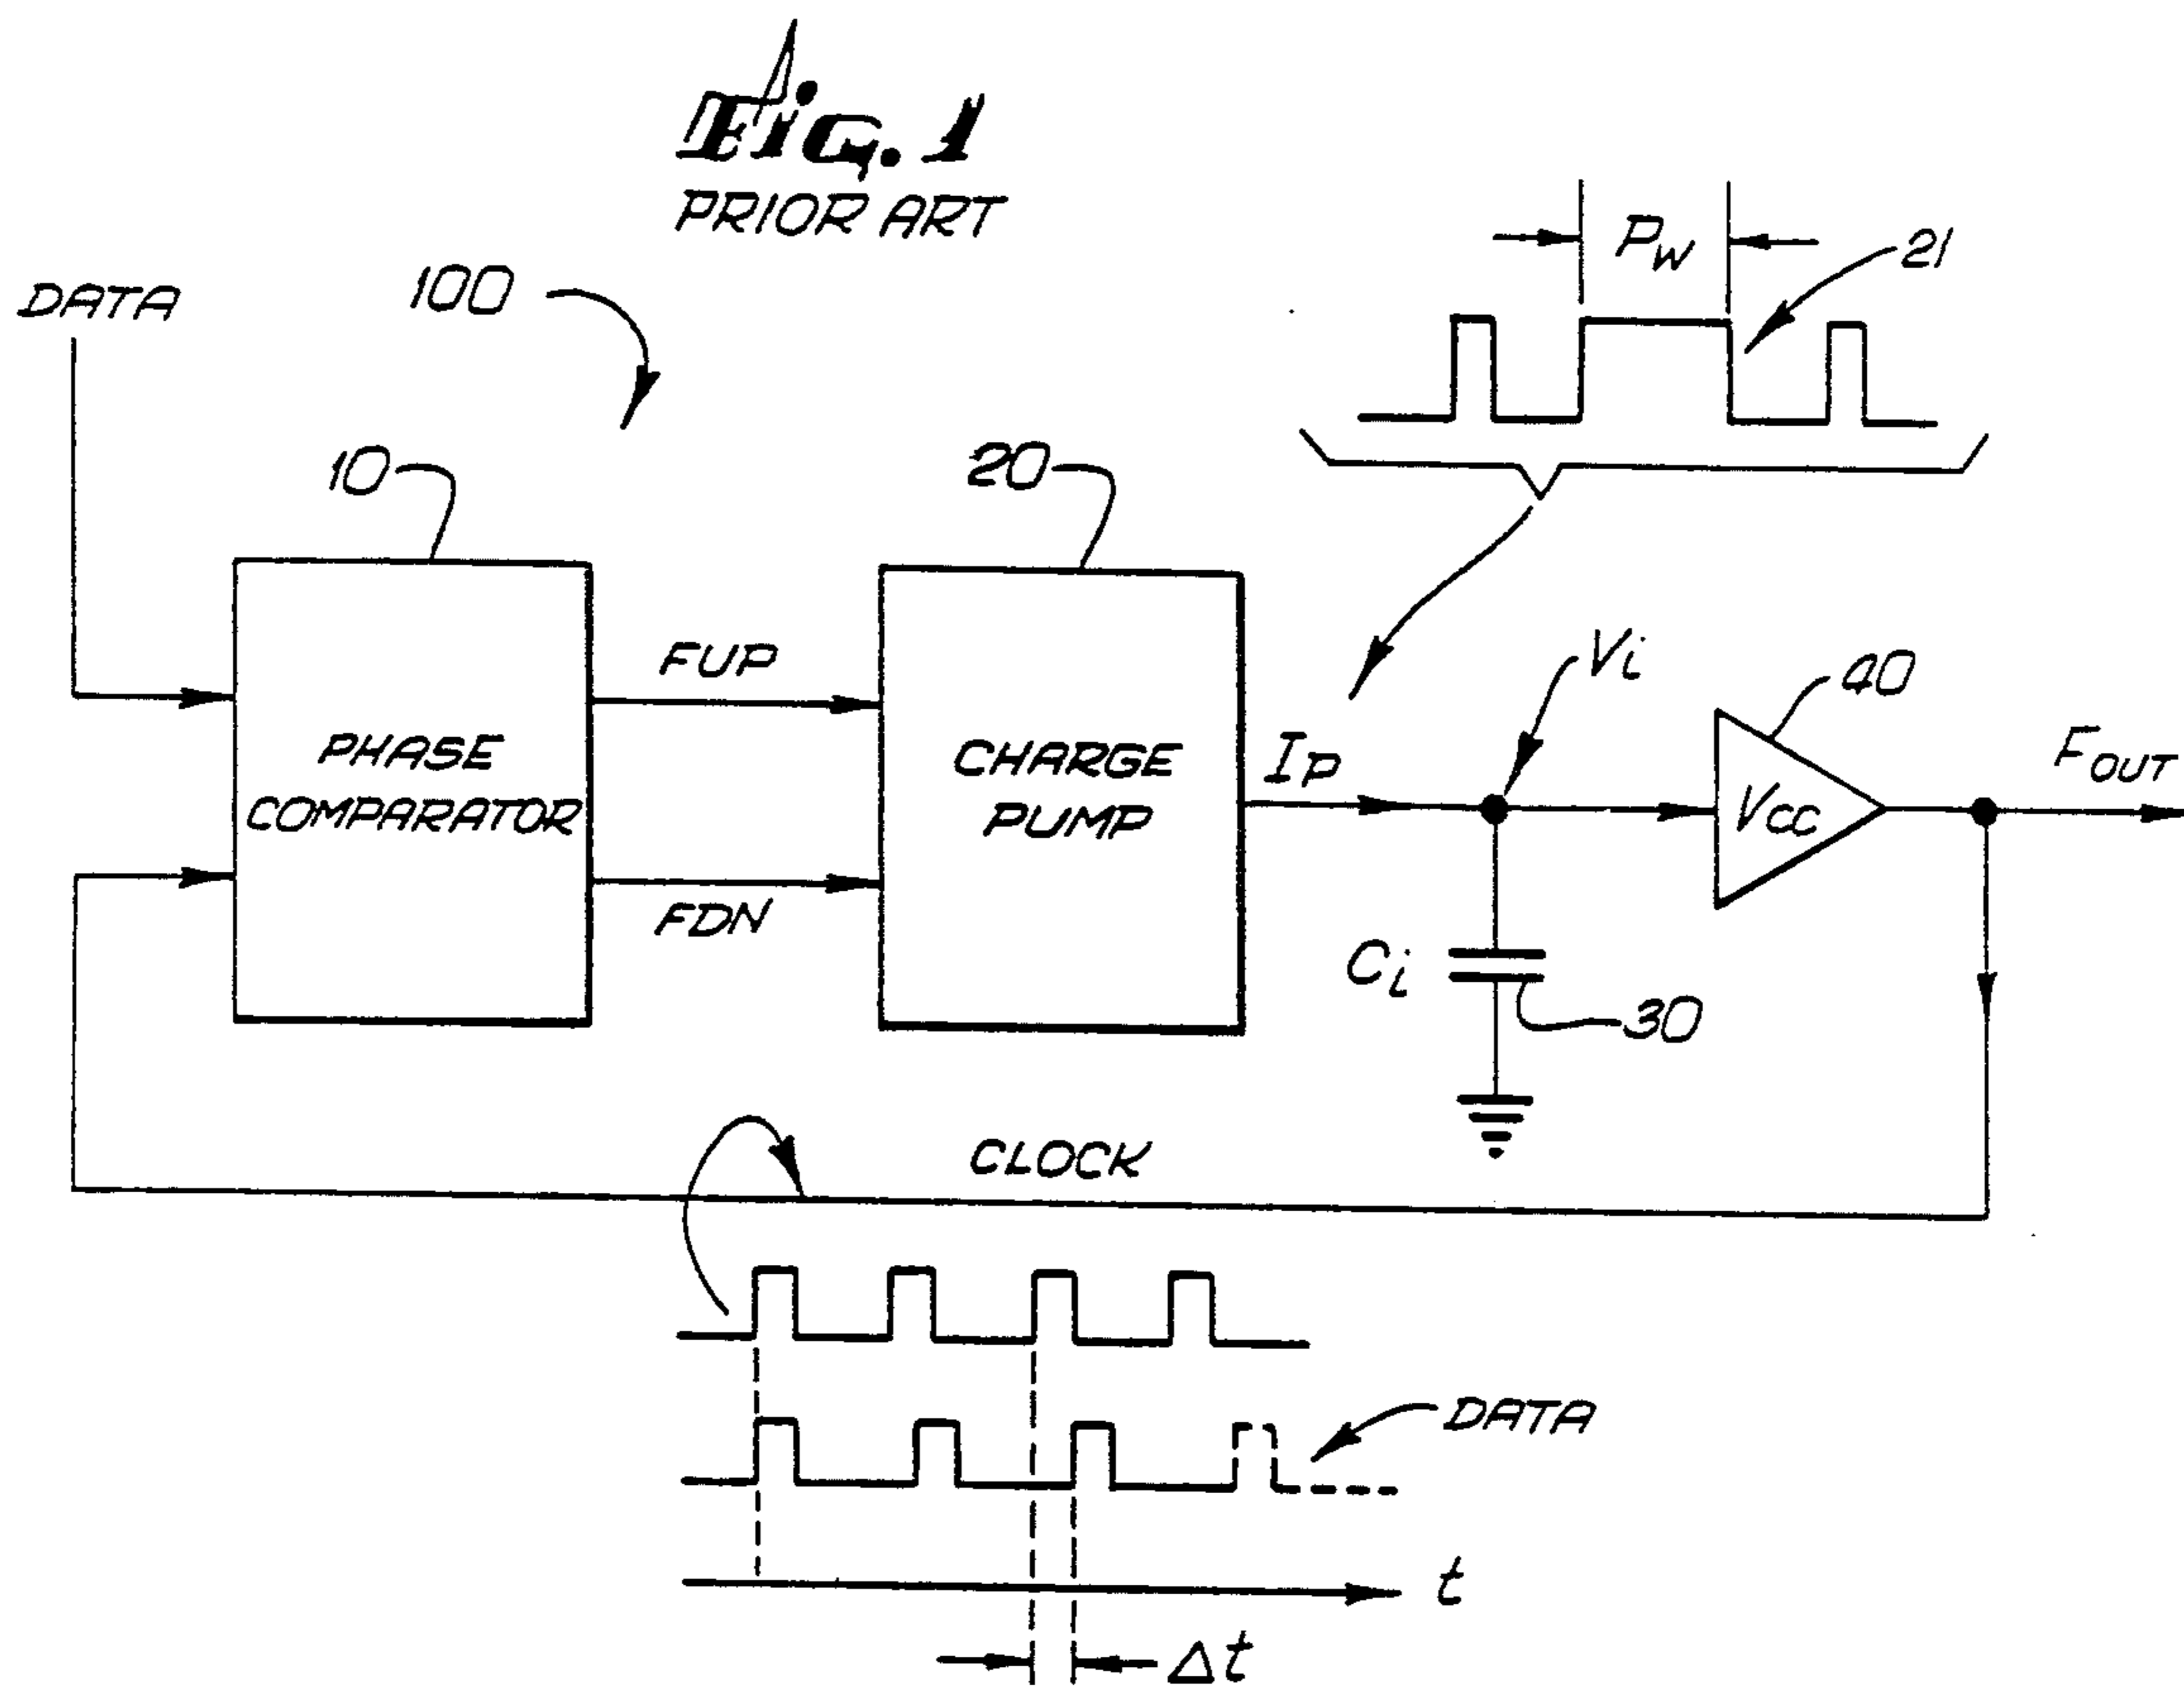 Fig. 1
PRIOR ART
DATA
100
PW
21
10
20
FUP
FDN
PHASE
COMPARATOR
CHARGE
PUMP
IP
Vi
40
VCC
FOUT
Ci
30
CLOCK
DATA
t
Δt